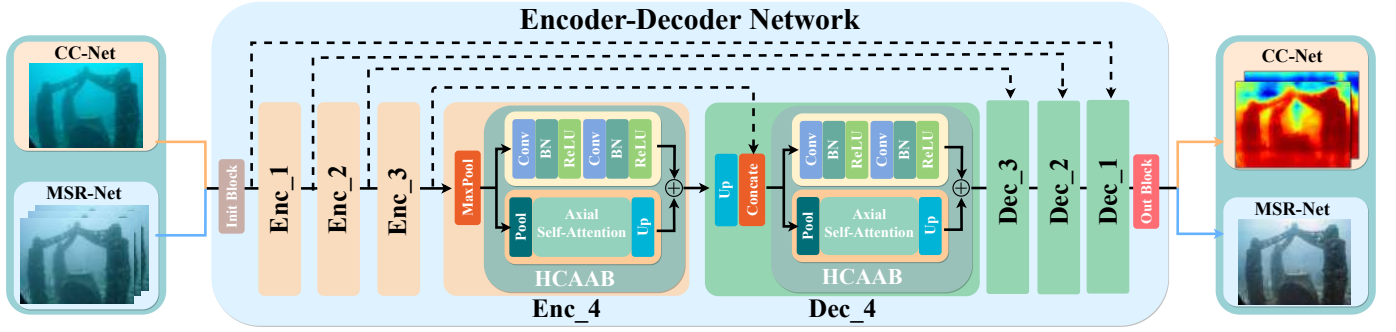 Encoder-Decoder Network
CC-Net
MSR-Net
Init Block
Enc_1
Enc_2
Enc_3
MaxPool
Conv
BN
ReLU
Conv
BN
ReLU
Pool
Axial
Self-Attention
Up
HCAAB
Enc_4
Up
Concate
Conv
BN
ReLU
Conv
BN
ReLU
Pool
Axial
Self-Attention
Up
HCAAB
Dec_4
Dec_3
Dec_2
Dec_1
Out Block
CC-Net
MSR-Net